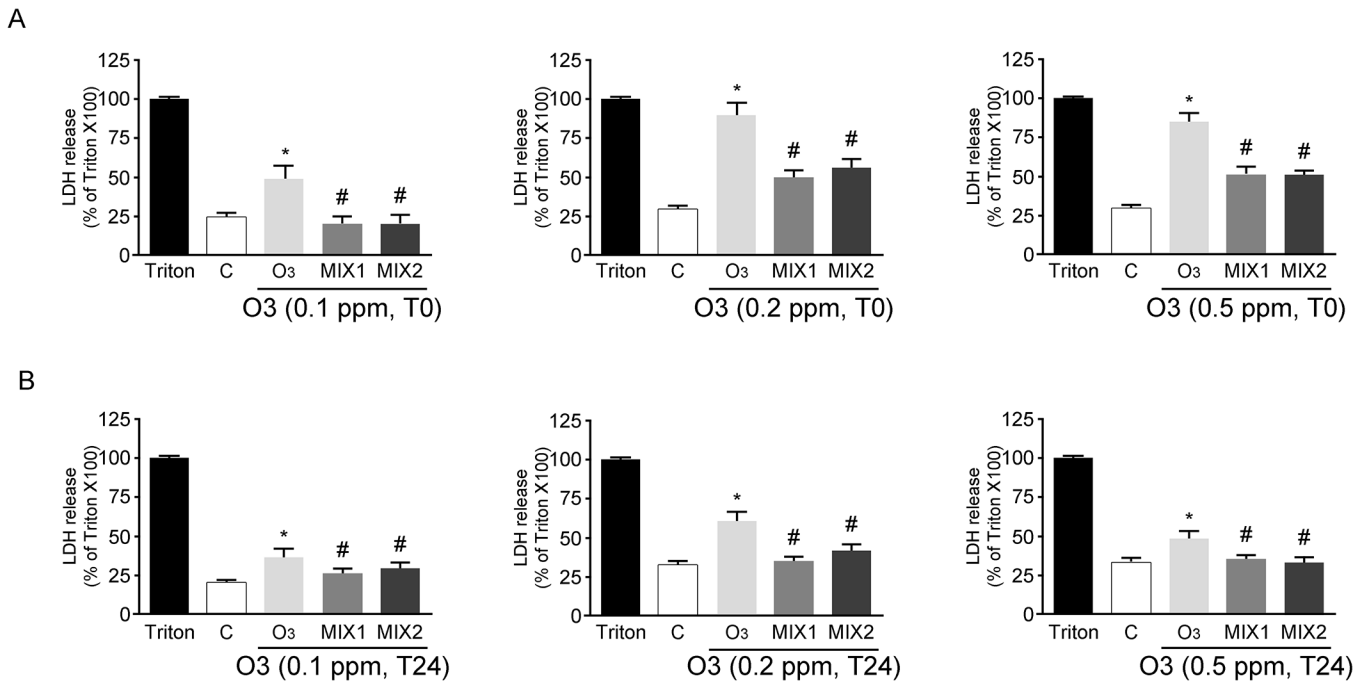 A
LDH release
(% of Triton X100)
125
100
75
50
25
0
*
#
#
Triton C O3 MIX1 MIX2
O3 (0.1 ppm, T0)
LDH release
(% of Triton X100)
125
100
75
50
25
0
*
#
#
Triton C O3 MIX1 MIX2
O3 (0.2 ppm, T0)
LDH release
(% of Triton X100)
125
100
75
50
25
0
*
#
#
Triton C O3 MIX1 MIX2
O3 (0.5 ppm, T0)
B
LDH release
(% of Triton X100)
125
100
75
50
25
0
*
#
#
Triton C O3 MIX1 MIX2
O3 (0.1 ppm, T24)
LDH release
(% of Triton X100)
125
100
75
50
25
0
*
#
#
Triton C O3 MIX1 MIX2
O3 (0.2 ppm, T24)
LDH release
(% of Triton X100)
125
100
75
50
25
0
*
#
#
Triton C O3 MIX1 MIX2
O3 (0.5 ppm, T24)